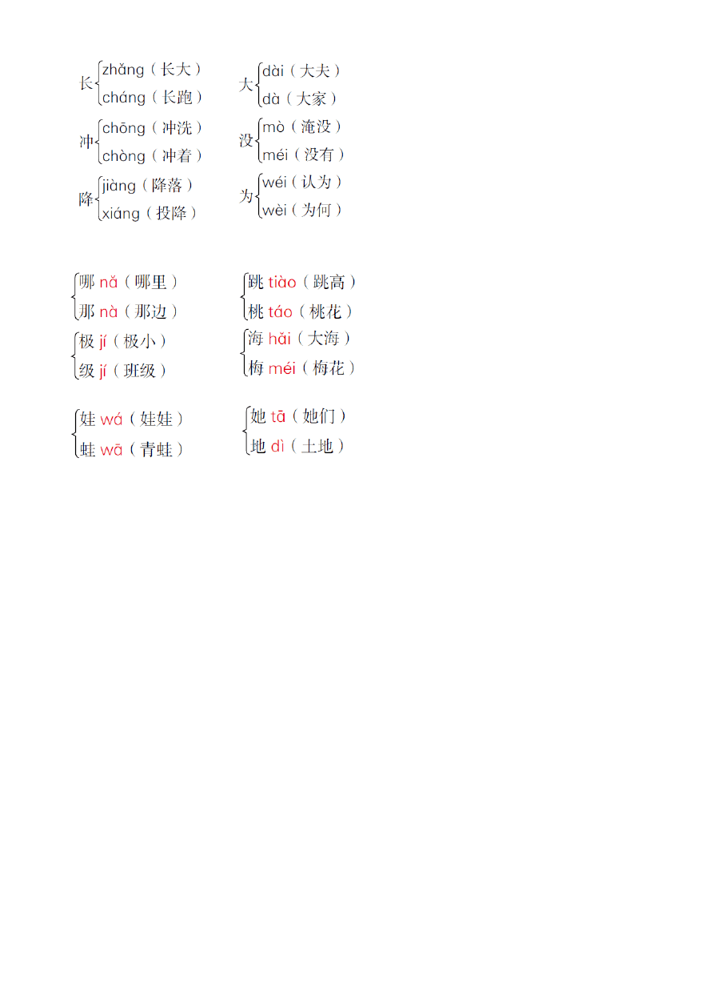 长 zhǎng（长大）
cháng（长跑）
大 dài（大夫）
dà（大家）
冲 chōng（冲洗）
chòng（冲着）
没 mò（淹没）
méi（没有）
降 jiàng（降落）
xiáng（投降）
为 wéi（认为）
wèi（为何）
哪 nǎ（哪里）
那 nà（那边）
跳 tiào（跳高）
桃 táo（桃花）
极 jí（极小）
级 jí（班级）
海 hǎi（大海）
梅 méi（梅花）
娃 wá（娃娃）
蛙 wā（青蛙）
她 tā（她们）
地 dì（土地）